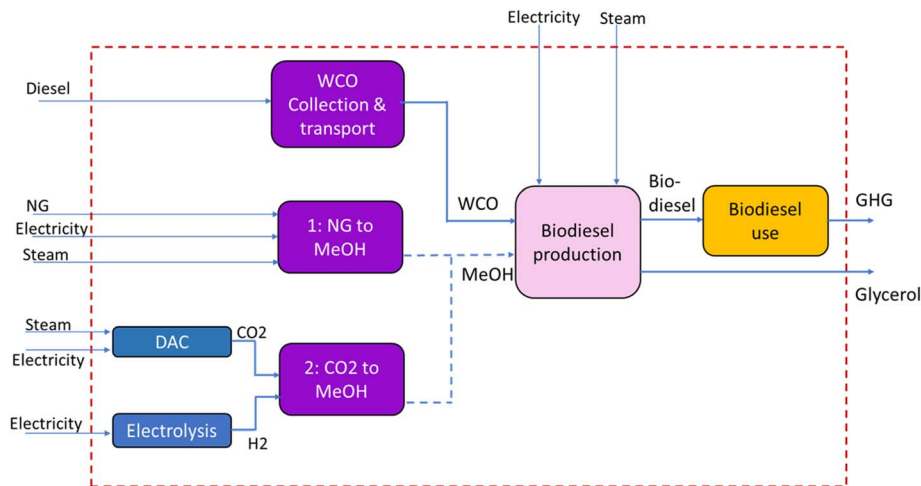 Electricity
Steam
Diesel
WCO
Collection &
transport
NG
Electricity
Steam
1: NG to
MeOH
WCO
MeOH
Biodiesel
production
Bio-
diesel
Biodiesel
use
GHG
Glycerol
Steam
Electricity
DAC
CO2
2: CO2 to
MeOH
Electricity
Electrolysis
H2